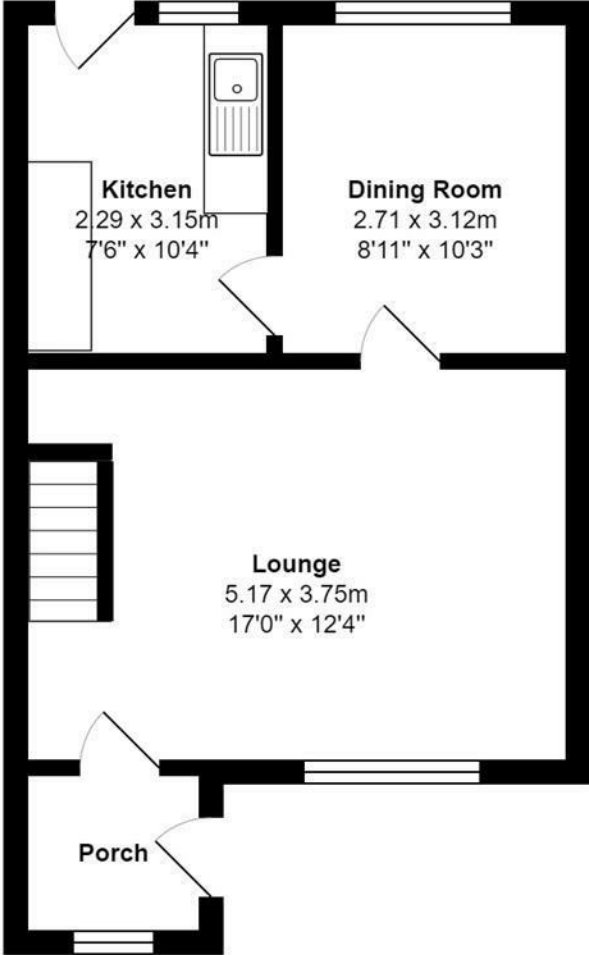 Kitchen
2.29 x 3.15m
7'6" x 10'4"
Dining Room
2.71 x 3.12m
8'11" x 10'3"
Lounge
5.17 x 3.75m
17'0" x 12'4"
Porch